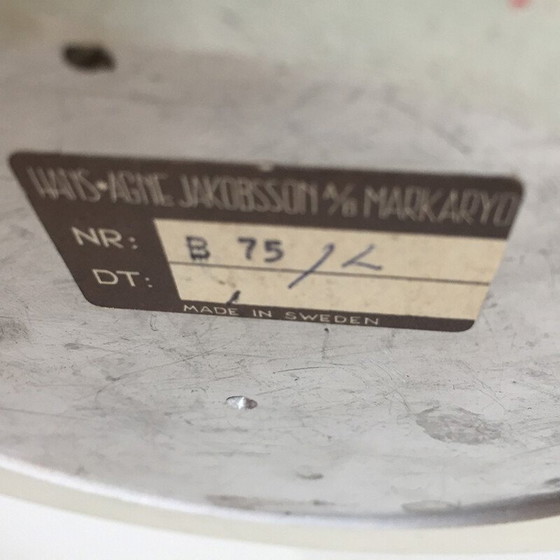 HANS-AGNE JAKOBSSON A/B MARKARYD
NR: B 75 / L
DT:
MADE IN SWEDEN